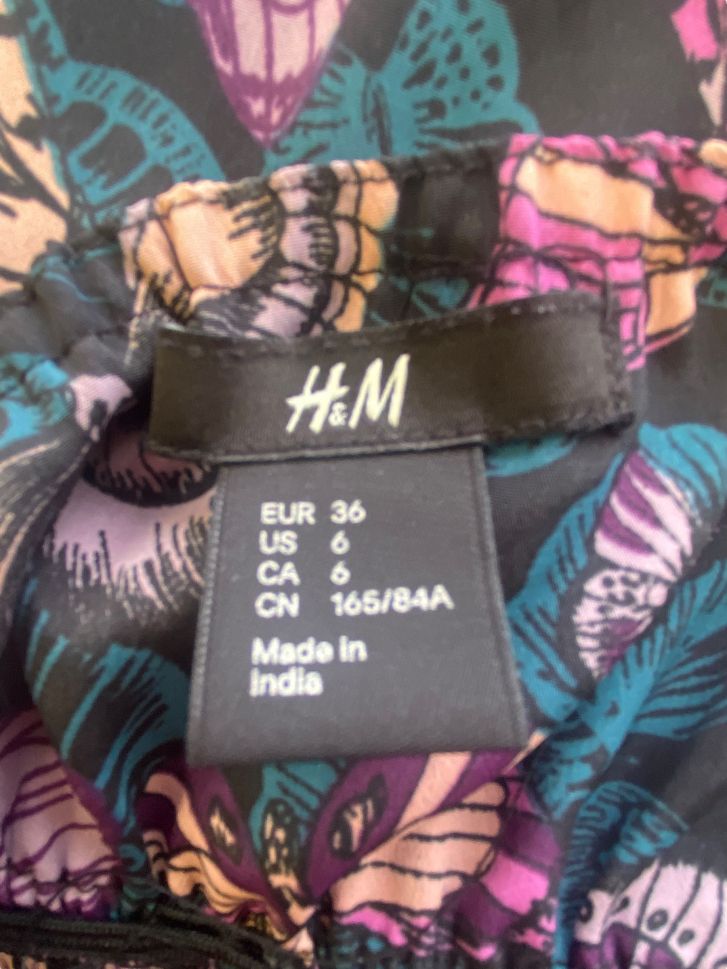 H&M
EUR 36
US 6
CA 6
CN 165/84A
Made in
India